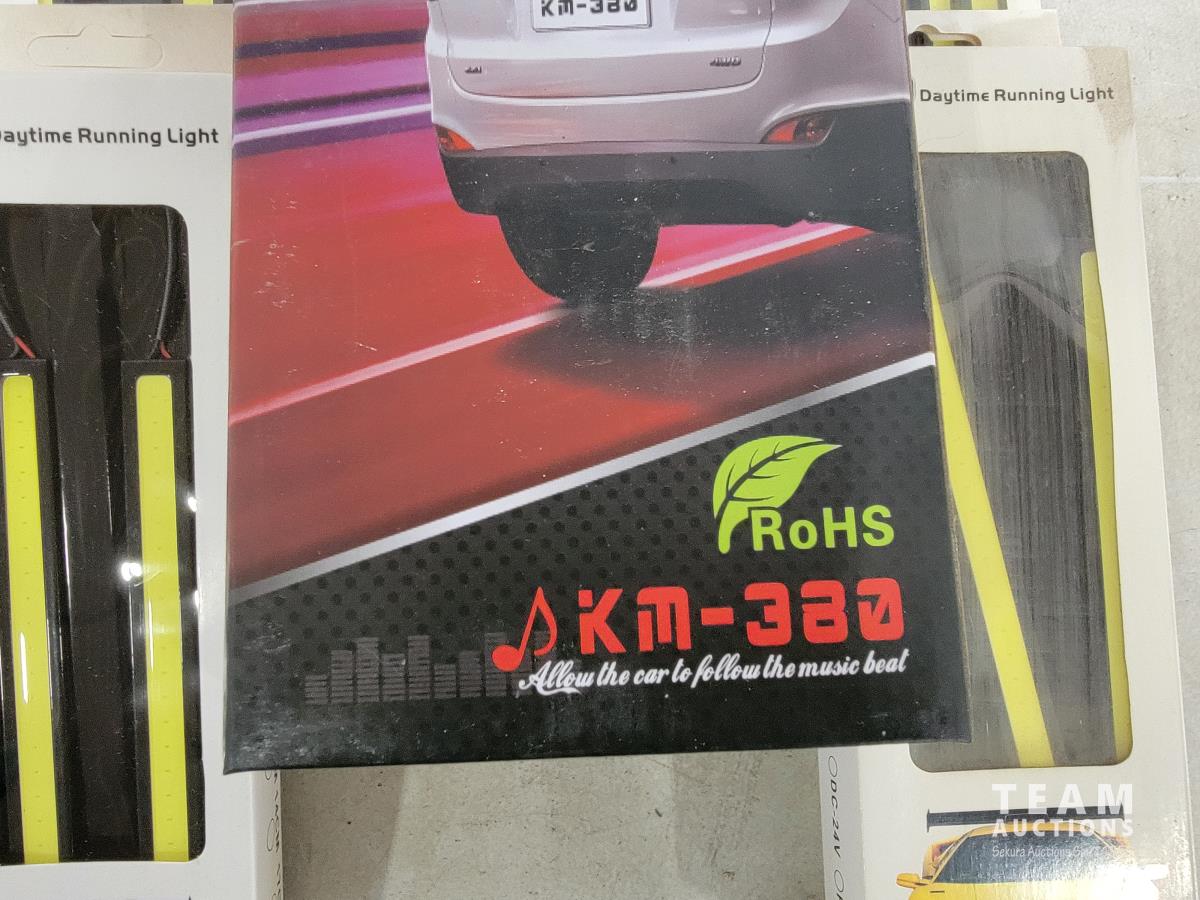 KM-380
4WD
Daytime Running Light
Daytime Running Light
RoHS
KM-380
Allow the car to follow the music beat
TEAM
AUCTIONS